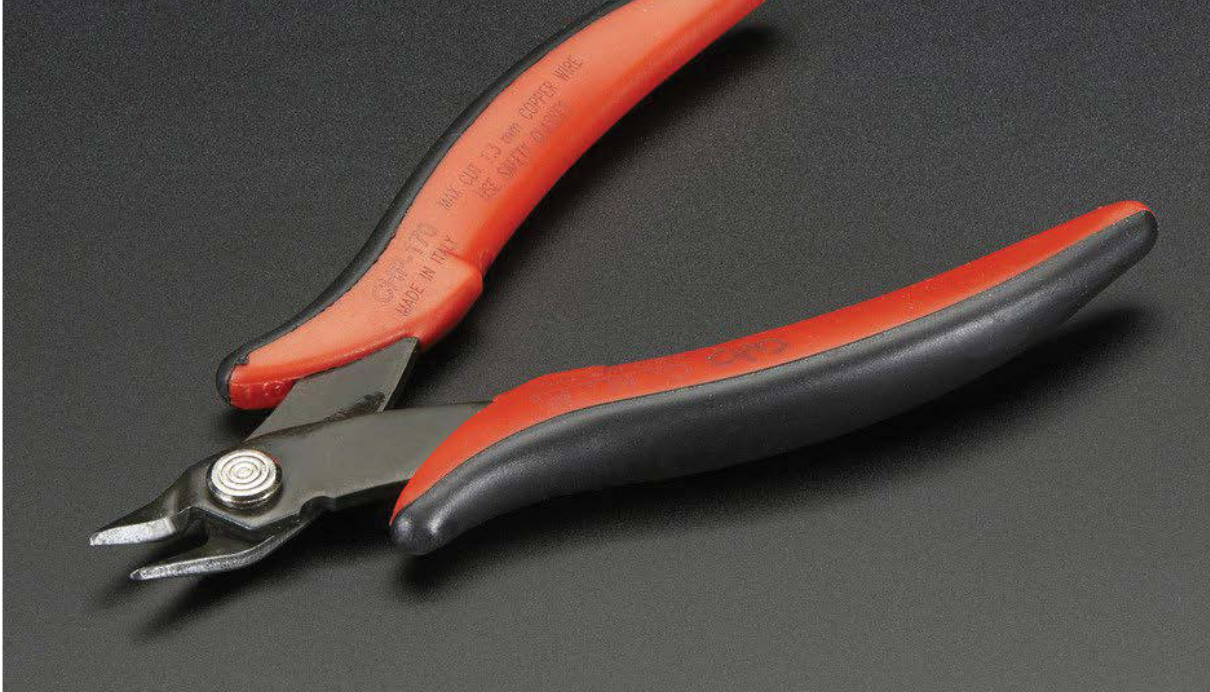 MAX CUT 1.3 mm COPPER WIRE
USE SAFETY GLASSES
CHP-170
MADE IN ITALY